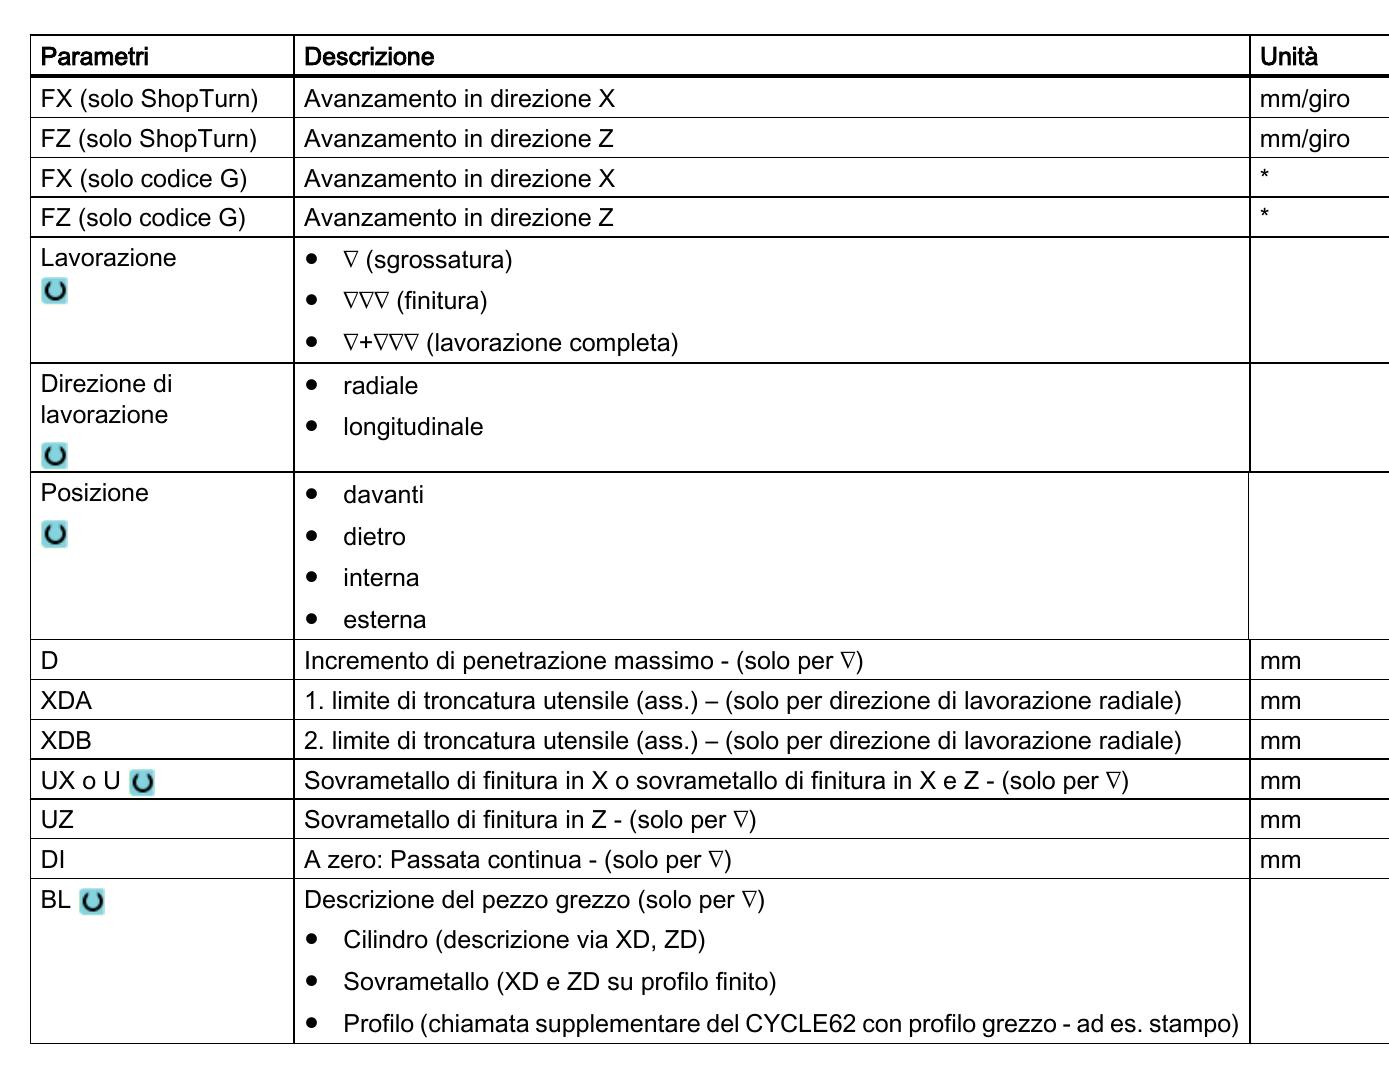 Parametri Descrizione Unità
FX (solo ShopTurn) Avanzamento in direzione X mm/giro
FZ (solo ShopTurn) Avanzamento in direzione Z mm/giro
FX (solo codice G) Avanzamento in direzione X *
FZ (solo codice G) Avanzamento in direzione Z *
Lavorazione
● ∇ (sgrossatura)
● ∇∇∇ (finitura)
● ∇+∇∇∇ (lavorazione completa)
Direzione di
lavorazione
● radiale
● longitudinale
Posizione
● davanti
● dietro
● interna
● esterna
D Incremento di penetrazione massimo - (solo per ∇) mm
XDA 1. limite di troncatura utensile (ass.) – (solo per direzione di lavorazione radiale) mm
XDB 2. limite di troncatura utensile (ass.) – (solo per direzione di lavorazione radiale) mm
UX o U Sovrametallo di finitura in X o sovrametallo di finitura in X e Z - (solo per ∇) mm
UZ Sovrametallo di finitura in Z - (solo per ∇) mm
DI A zero: Passata continua - (solo per ∇) mm
BL Descrizione del pezzo grezzo (solo per ∇)
● Cilindro (descrizione via XD, ZD)
● Sovrametallo (XD e ZD su profilo finito)
● Profilo (chiamata supplementare del CYCLE62 con profilo grezzo - ad es. stampo)